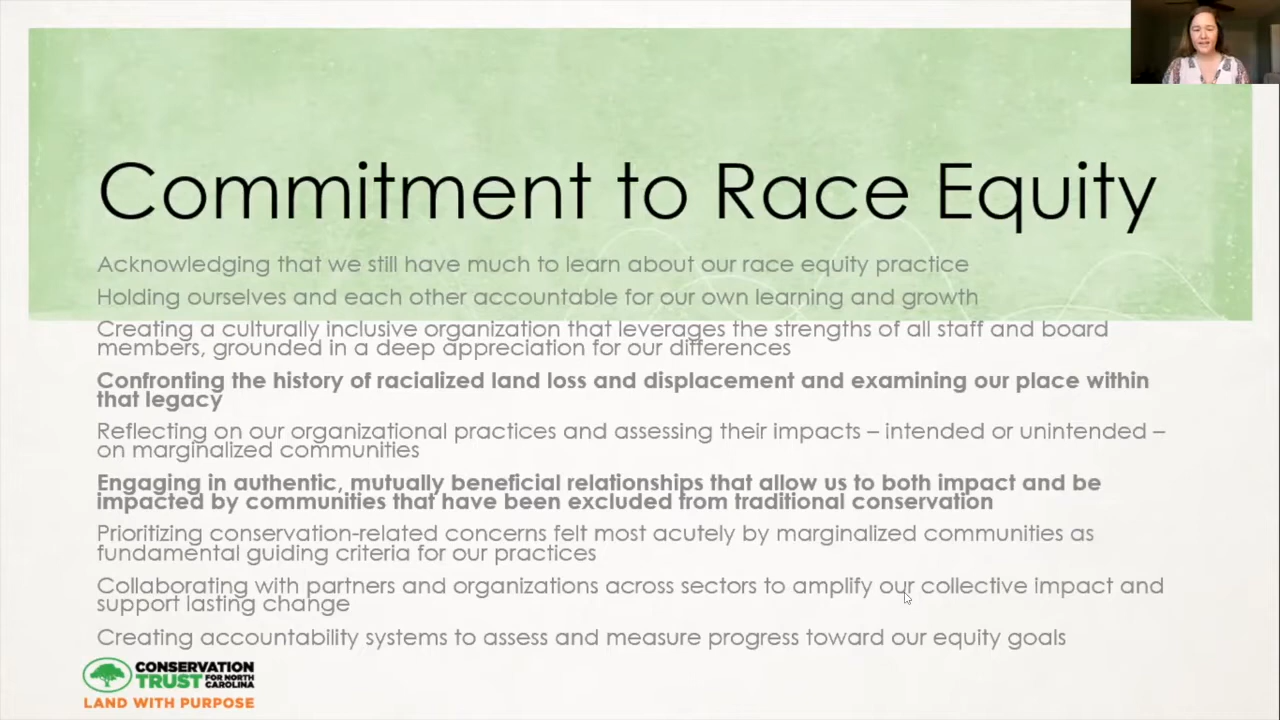 Commitment to Race Equity
Acknowledging that we still have much to learn about our race equity practice
Holding ourselves and each other accountable for our own learning and growth
Creating a culturally inclusive organization that leverages the strengths of all staff and board
members, grounded in a deep appreciation for our differences
Confronting the history of racialized land loss and displacement and examining our place within
that legacy
Reflecting on our organizational practices and assessing their impacts – intended or unintended –
on marginalized communities
Engaging in authentic, mutually beneficial relationships that allow us to both impact and be
impacted by communities that have been excluded from traditional conservation
Prioritizing conservation-related concerns felt most acutely by marginalized communities as
fundamental guiding criteria for our practices
Collaborating with partners and organizations across sectors to amplify our collective impact and
support lasting change
Creating accountability systems to assess and measure progress toward our equity goals
CONSERVATION
TRUST FOR NORTH
CAROLINA
LAND WITH PURPOSE